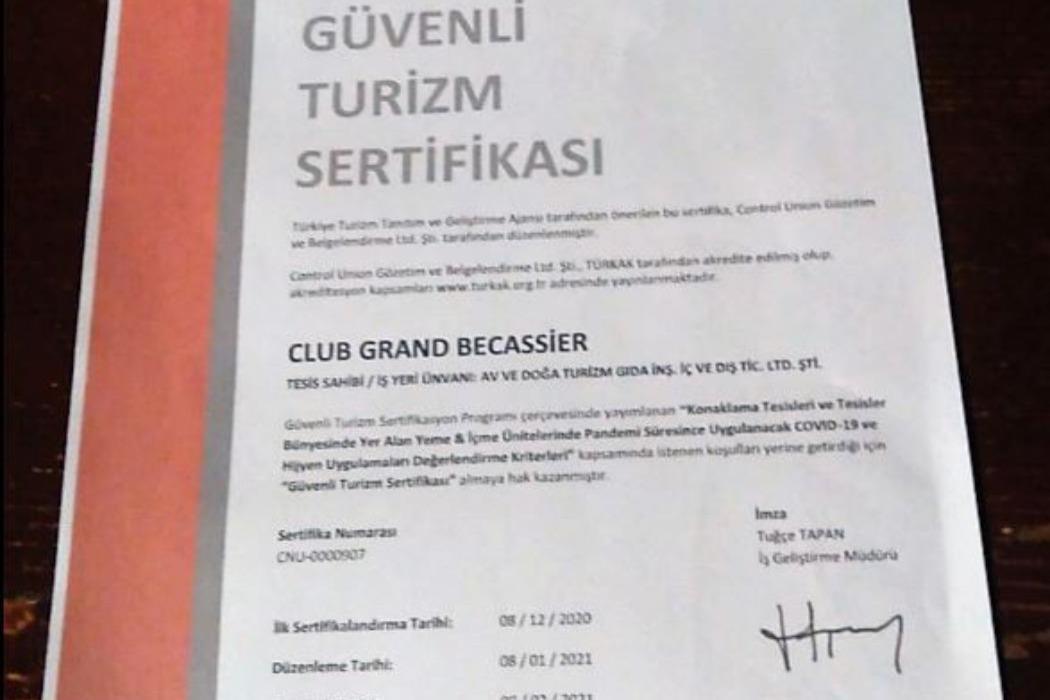 GÜVENLİ
TURİZM
SERTİFİKASI
Türkiye Turizm Tanıtım ve Geliştirme Ajansı tarafından önerilen bu sertifika, Control Union Gözetim
ve Belgelendirme Ltd. Şti. tarafından düzenlenmiştir.
Control Union Gözetim ve Belgelendirme Ltd. Şti., TÜRKAK tarafından akredite edilmiş olup,
akreditasyon kapsamları www.turkak.org.tr adresinde yayınlanmaktadır.
CLUB GRAND BECASSİER
TESİS SAHİBİ / İŞ YERİ ÜNVANI: AV VE DOĞA TURİZM GIDA İNŞ. İÇ VE DIŞ TİC. LTD. ŞTİ.
Güvenli Turizm Sertifikasyon Programı çerçevesinde yayımlanan "Konaklama Tesisleri ve Tesisler
Bünyesinde Yer Alan Yeme & İçme Ünitelerinde Pandemi Süresince Uygulanacak COVID-19 ve
Hijyen Uygulamaları Değerlendirme Kriterleri" kapsamında istenen koşulları yerine getirdiği için
"Güvenli Turizm Sertifikası" almaya hak kazanmıştır.
Sertifika Numarası
CNU-0000907
İmza
Tuğçe TAPAN
İş Geliştirme Müdürü
İlk Sertifikalandırma Tarihi: 08 / 12 / 2020
Düzenleme Tarihi: 08 / 01 / 2021